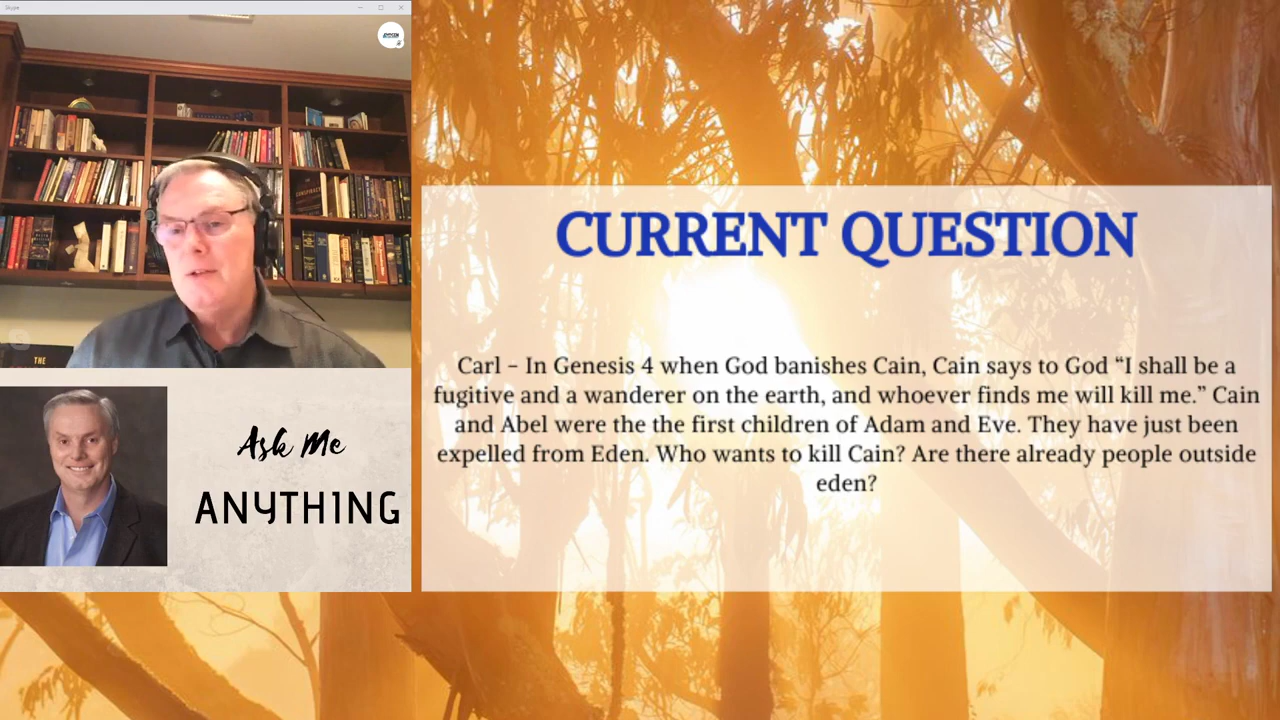 Skype
CONSPIRACY
THE
Ask Me
ANYTHING
CURRENT QUESTION
Carl – In Genesis 4 when God banishes Cain, Cain says to God “I shall be a
fugitive and a wanderer on the earth, and whoever finds me will kill me.” Cain
and Abel were the the first children of Adam and Eve. They have just been
expelled from Eden. Who wants to kill Cain? Are there already people outside
eden?